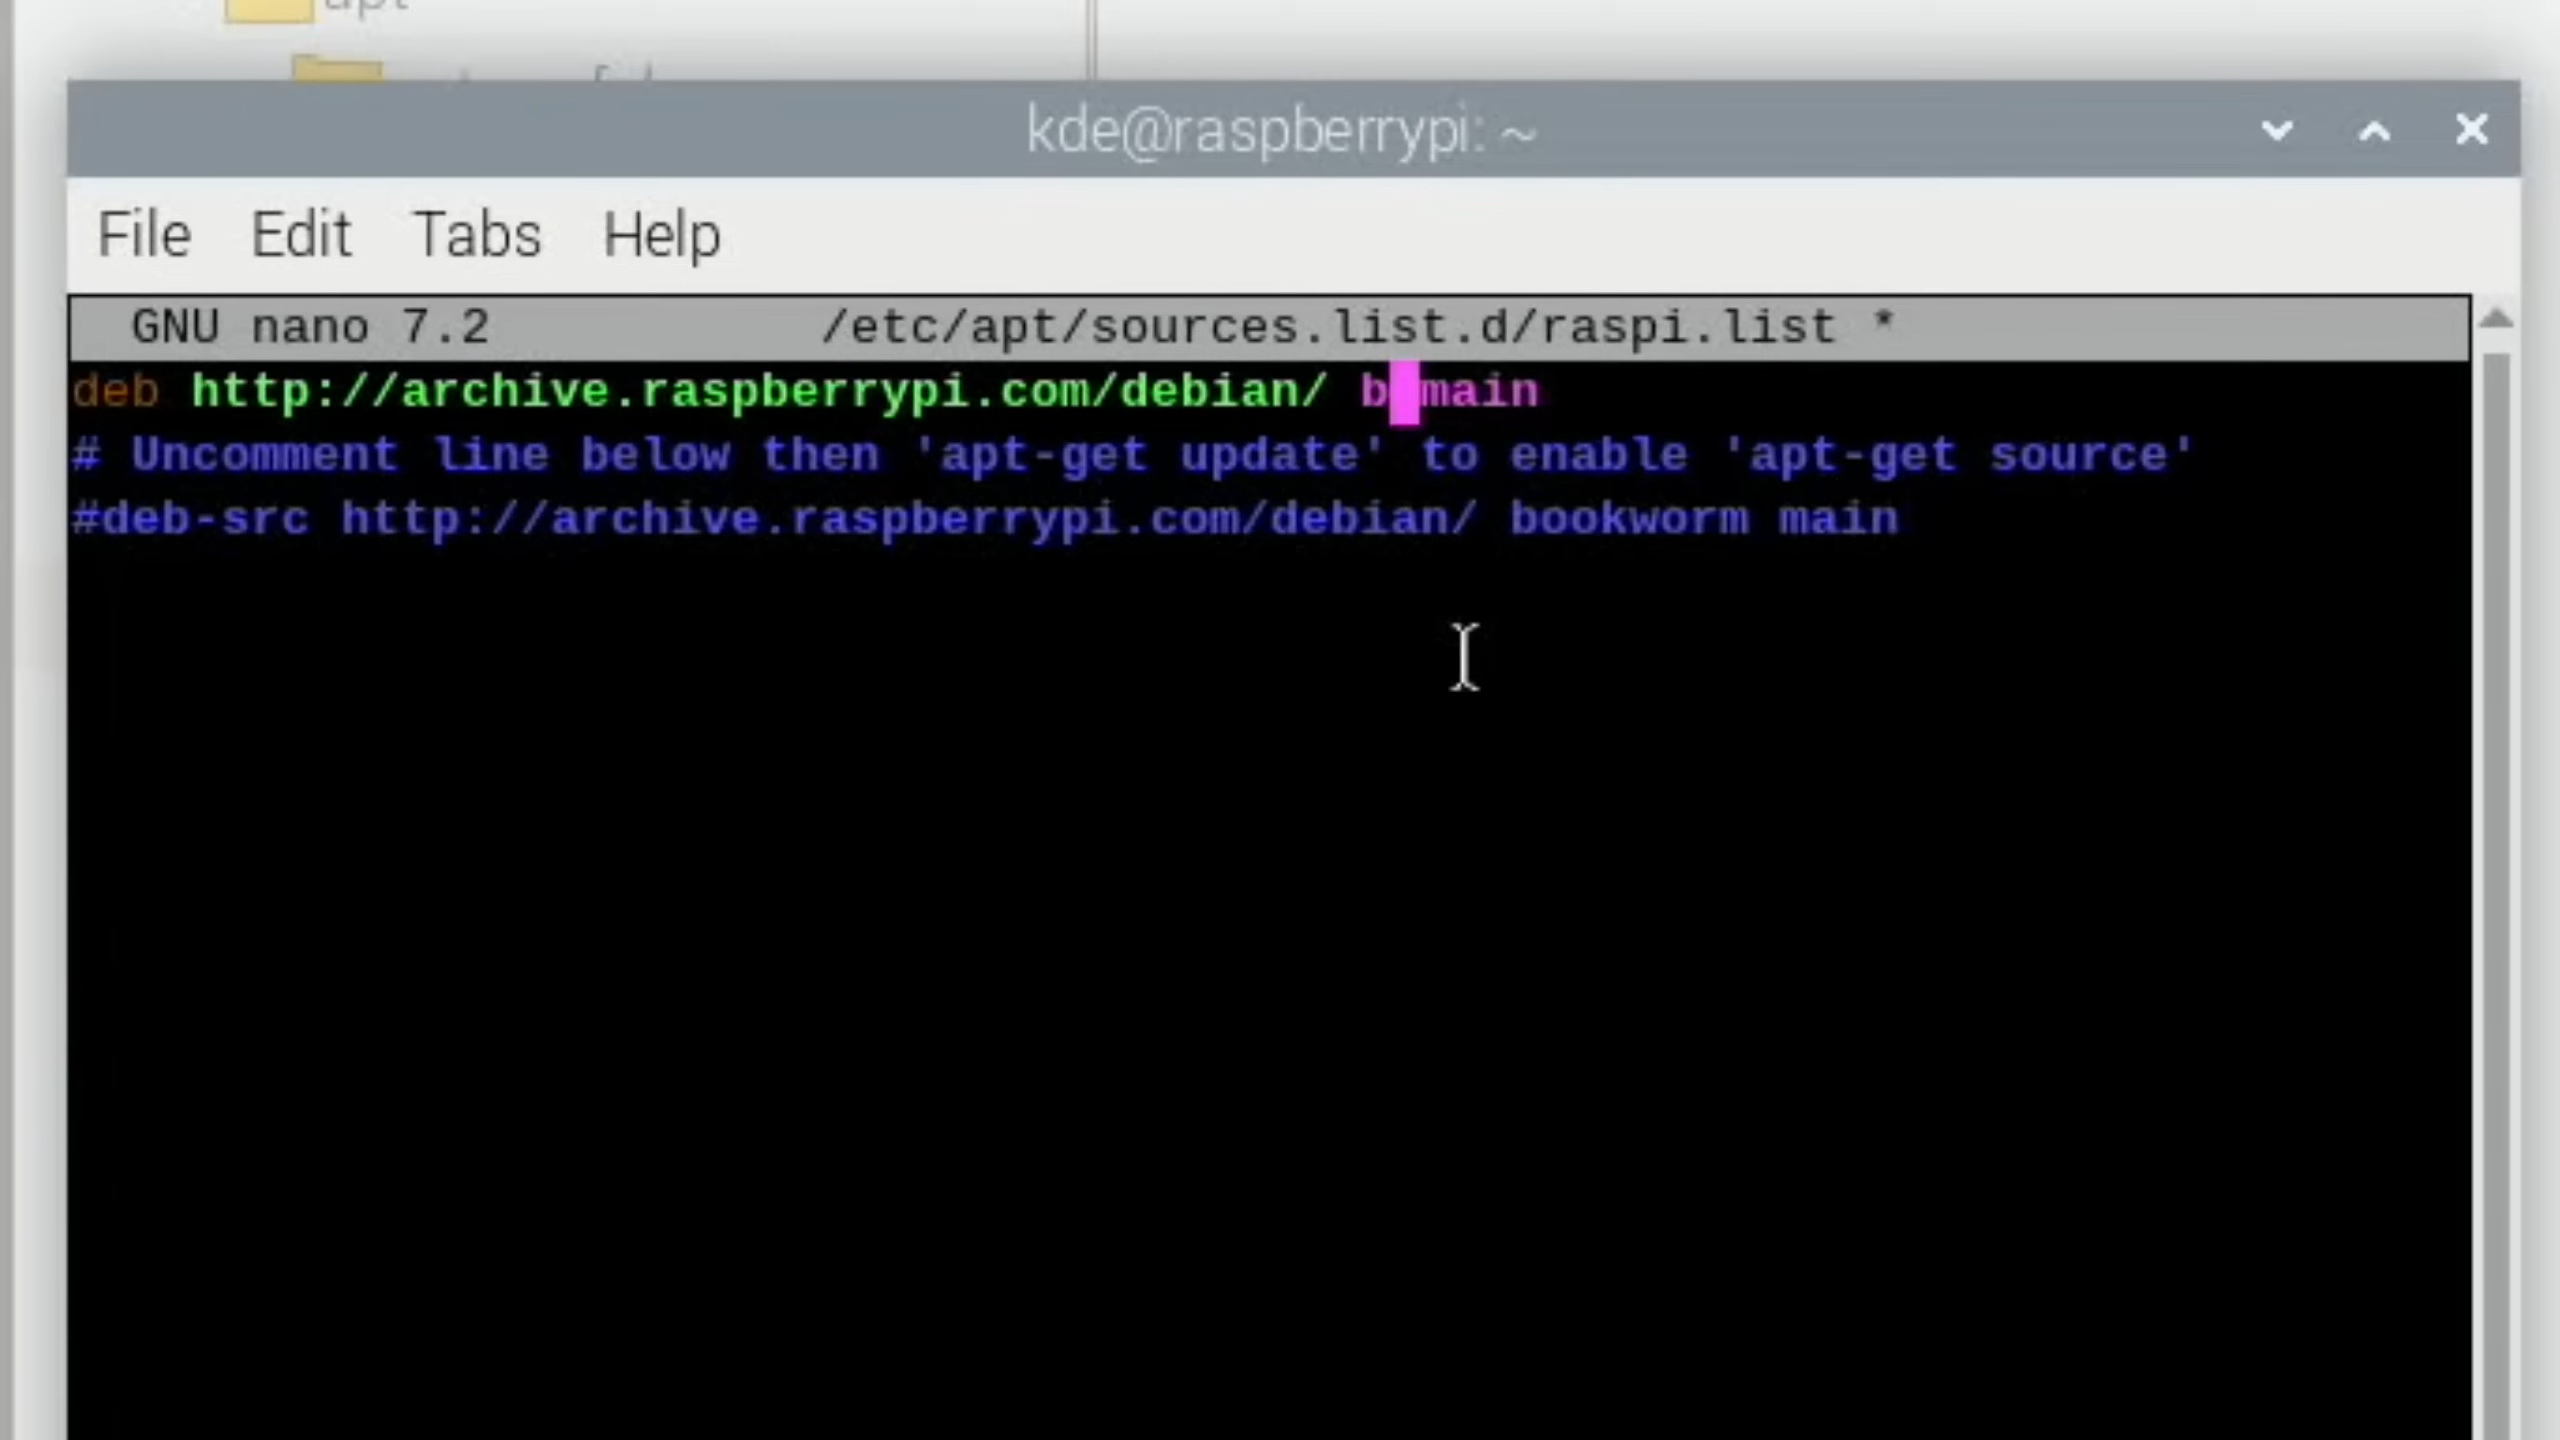 apt
kde@raspberrypi: ~
File Edit Tabs Help
GNU nano 7.2 /etc/apt/sources.list.d/raspi.list *
deb http://archive.raspberrypi.com/debian/ b main
# Uncomment line below then 'apt-get update' to enable 'apt-get source'
#deb-src http://archive.raspberrypi.com/debian/ bookworm main